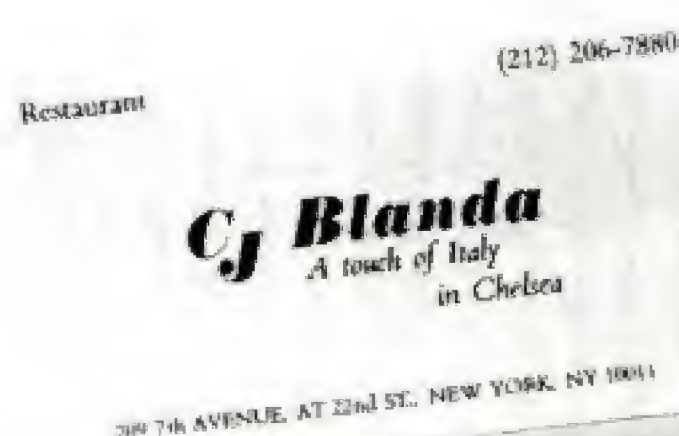 (212) 206-7880
Restaurant
CJ Blanda
A touch of Italy
in Chelsea
7th AVENUE, AT 22nd ST., NEW YORK, NY 10011